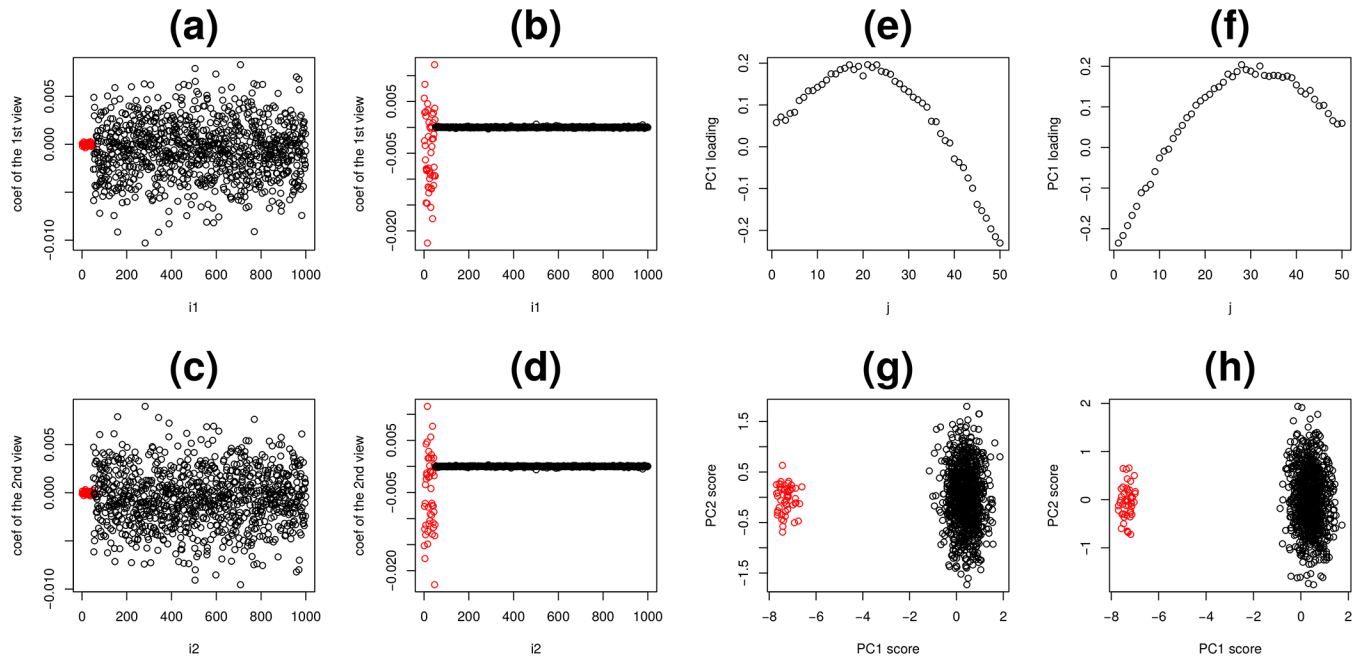 (a)
coef of the 1st view
0.005
0.000
−0.010
0 200 400 600 800 1000
i1
(b)
coef of the 1st view
0.005
−0.005
−0.020
0 200 400 600 800 1000
i1
(e)
PC1 loading
0.2
0.1
0.0
−0.1
−0.2
0 10 20 30 40 50
j
(f)
PC1 loading
0.2
0.1
0.0
−0.1
−0.2
0 10 20 30 40 50
j
(c)
coef of the 2nd view
0.005
0.000
−0.010
0 200 400 600 800 1000
i2
(d)
coef of the 2nd view
0.005
−0.005
−0.020
0 200 400 600 800 1000
i2
(g)
PC2 score
1.5
0.5
−0.5
−1.5
−8 −6 −4 −2 0 2
PC1 score
(h)
PC2 score
2
1
0
−1
−8 −6 −4 −2 0 2
PC1 score